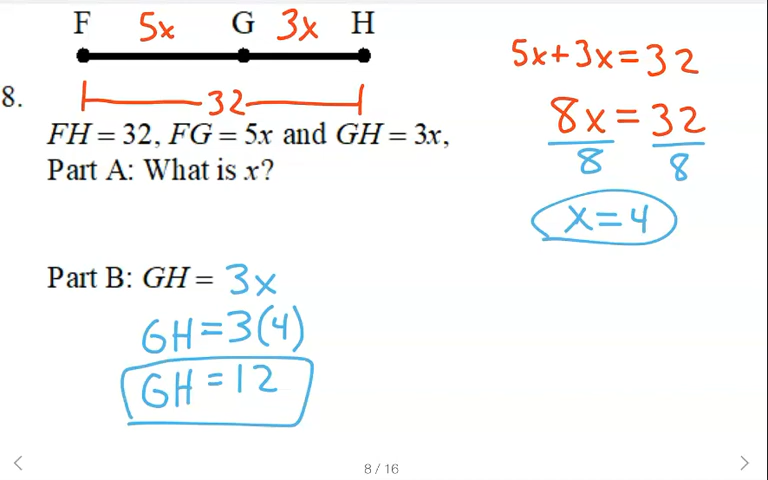 F 5x G 3x H
32
8.
FH = 32, FG = 5x and GH = 3x,
Part A: What is x?
5x+3x=32
8x = 32
8 8
x=4
Part B: GH = 3x
GH=3(4)
GH=12
8 / 16